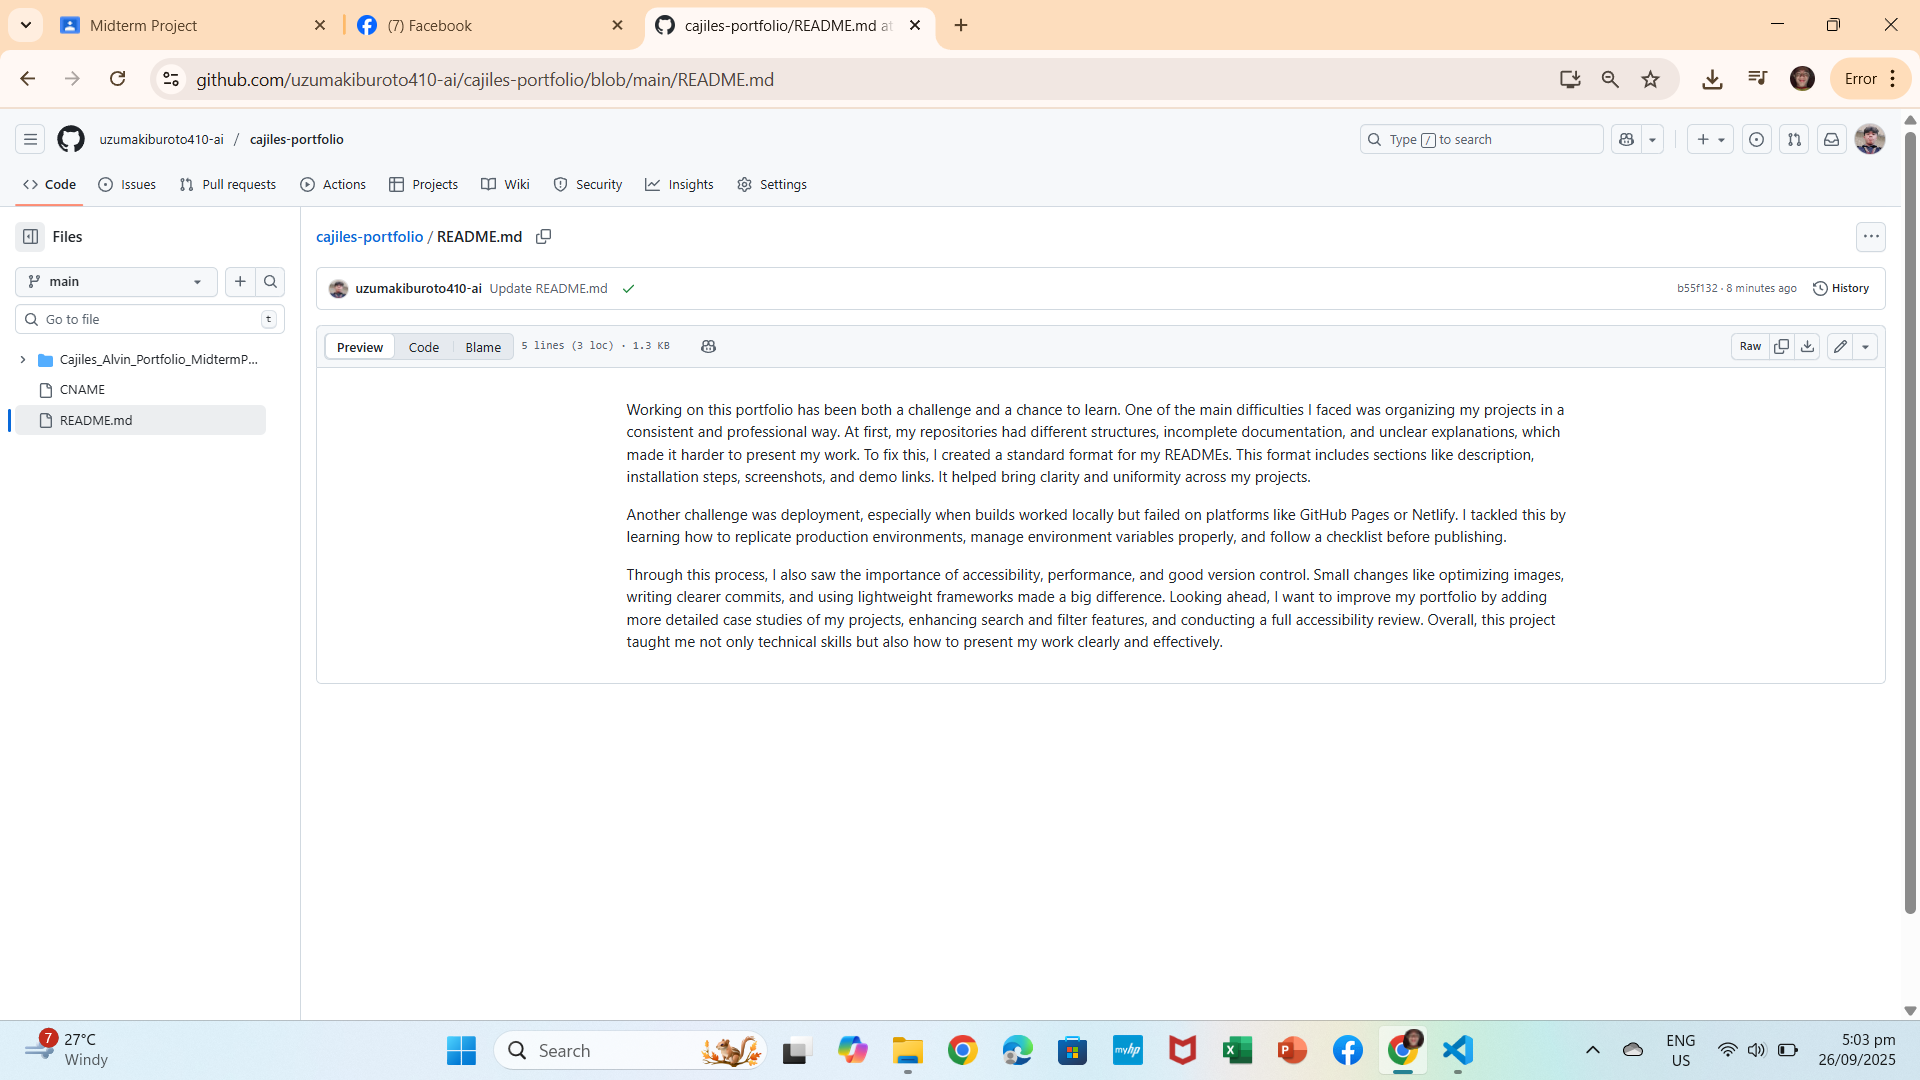 Midterm Project
(7) Facebook
cajiles-portfolio/README.md at
github.com/uzumakiburoto410-ai/cajiles-portfolio/blob/main/README.md
Error
uzumakiburoto410-ai / cajiles-portfolio
Type / to search
Code
Issues
Pull requests
Actions
Projects
Wiki
Security
Insights
Settings
Files
main
Go to file
t
Cajiles_Alvin_Portfolio_MidtermP...
CNAME
README.md
cajiles-portfolio / README.md
uzumakiburoto410-ai Update README.md
b55f132 · 8 minutes ago
History
Preview
Code
Blame
5 lines (3 loc) · 1.3 KB
Raw
Working on this portfolio has been both a challenge and a chance to learn. One of the main difficulties I faced was organizing my projects in a
consistent and professional way. At first, my repositories had different structures, incomplete documentation, and unclear explanations, which
made it harder to present my work. To fix this, I created a standard format for my READMEs. This format includes sections like description,
installation steps, screenshots, and demo links. It helped bring clarity and uniformity across my projects.
Another challenge was deployment, especially when builds worked locally but failed on platforms like GitHub Pages or Netlify. I tackled this by
learning how to replicate production environments, manage environment variables properly, and follow a checklist before publishing.
Through this process, I also saw the importance of accessibility, performance, and good version control. Small changes like optimizing images,
writing clearer commits, and using lightweight frameworks made a big difference. Looking ahead, I want to improve my portfolio by adding
more detailed case studies of my projects, enhancing search and filter features, and conducting a full accessibility review. Overall, this project
taught me not only technical skills but also how to present my work clearly and effectively.
7
27°C
Windy
Search
myhp
ENG
US
5:03 pm
26/09/2025